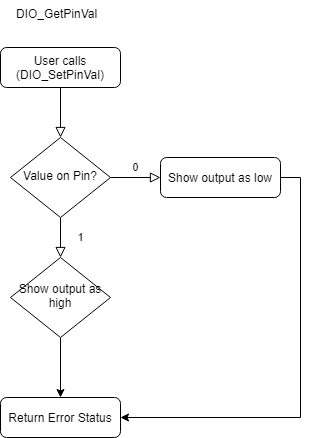 DIO_GetPinVal
User calls
(DIO_SetPinVal)
Value on Pin?
0
Show output as low
1
Show output as
high
Return Error Status